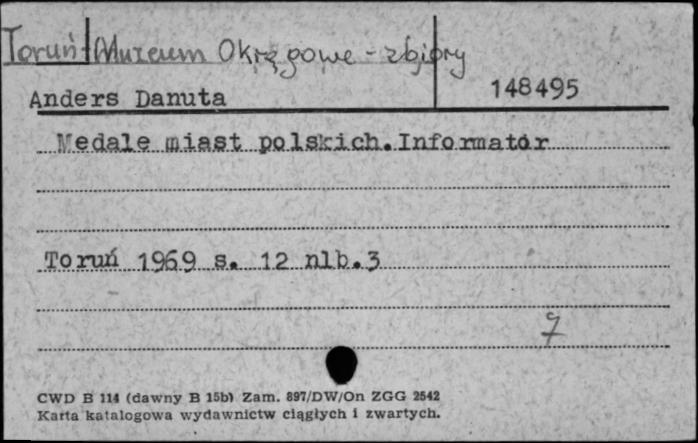 Toruń-Muzeum Okręgowe - zbiory
Anders Danuta 148495
Medale miast polskich.Informator
Toruń 1969 s. 12 nlb.3
CWD B 114 (dawny B 15b) Zam. 897/DW/On ZGG 2542
Karta katalogowa wydawnictw ciągłych i zwartych.